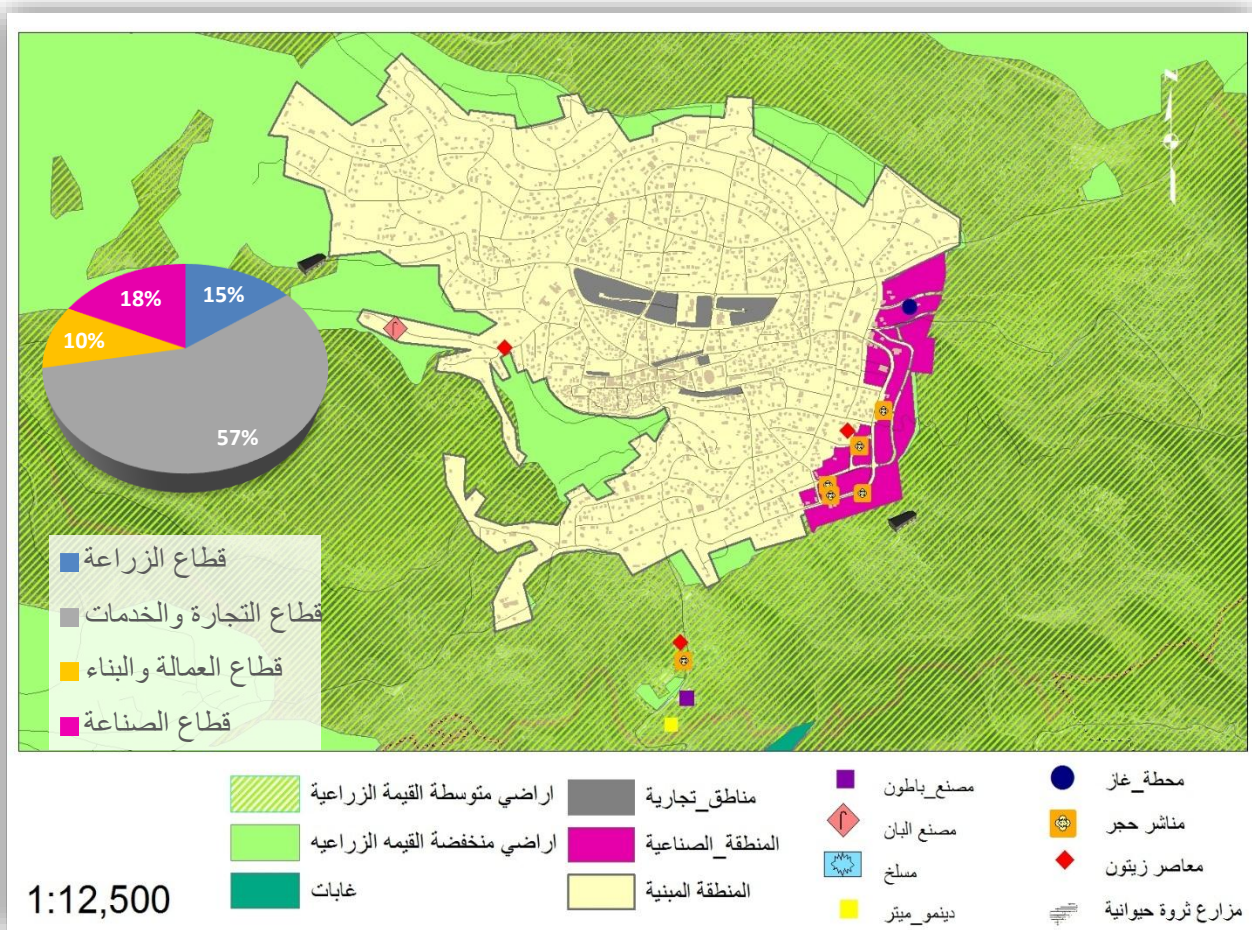 N
18%
15%
10%
57%
قطاع الزراعة
قطاع التجارة والخدمات
قطاع العمالة والبناء
قطاع الصناعة
محطة_غاز
مناشر حجر
معاصر زيتون
مزارع ثروة حيوانية
مصنع_باطون
مصنع البان
مسلخ
دينمو_ميتر
مناطق_تجارية
المنطقة_الصناعية
المنطقة المبنية
اراضي متوسطة القيمة الزراعية
اراضي منخفضة القيمه الزراعيه
غابات
1:12,500